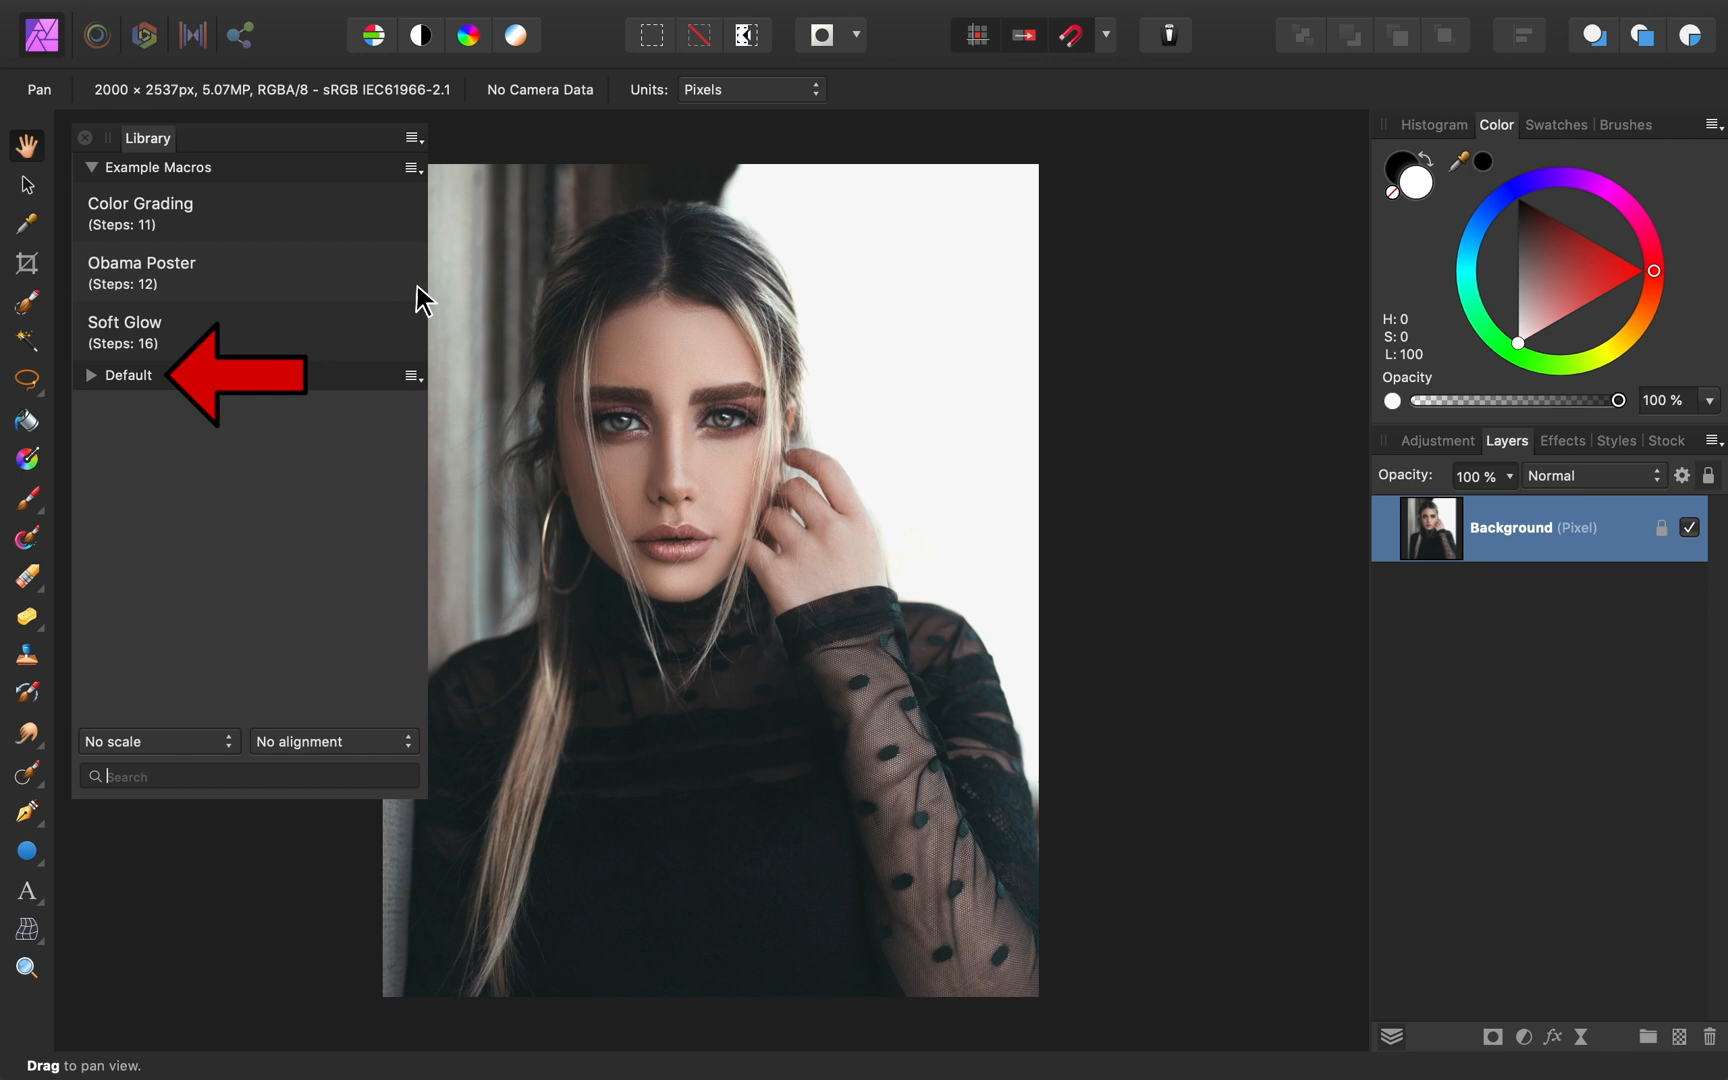 Pan
2000 × 2537px, 5.07MP, RGBA/8 - sRGB IEC61966-2.1
No Camera Data
Units: Pixels
Library
Example Macros
Color Grading
(Steps: 11)
Obama Poster
(Steps: 12)
Soft Glow
(Steps: 16)
Default
No scale
No alignment
Search
Histogram Color Swatches Brushes
H: 0
S: 0
L: 100
Opacity
100 %
Adjustment Layers Effects Styles Stock
Opacity: 100 % Normal
Background (Pixel)
fx
A
Drag to pan view.